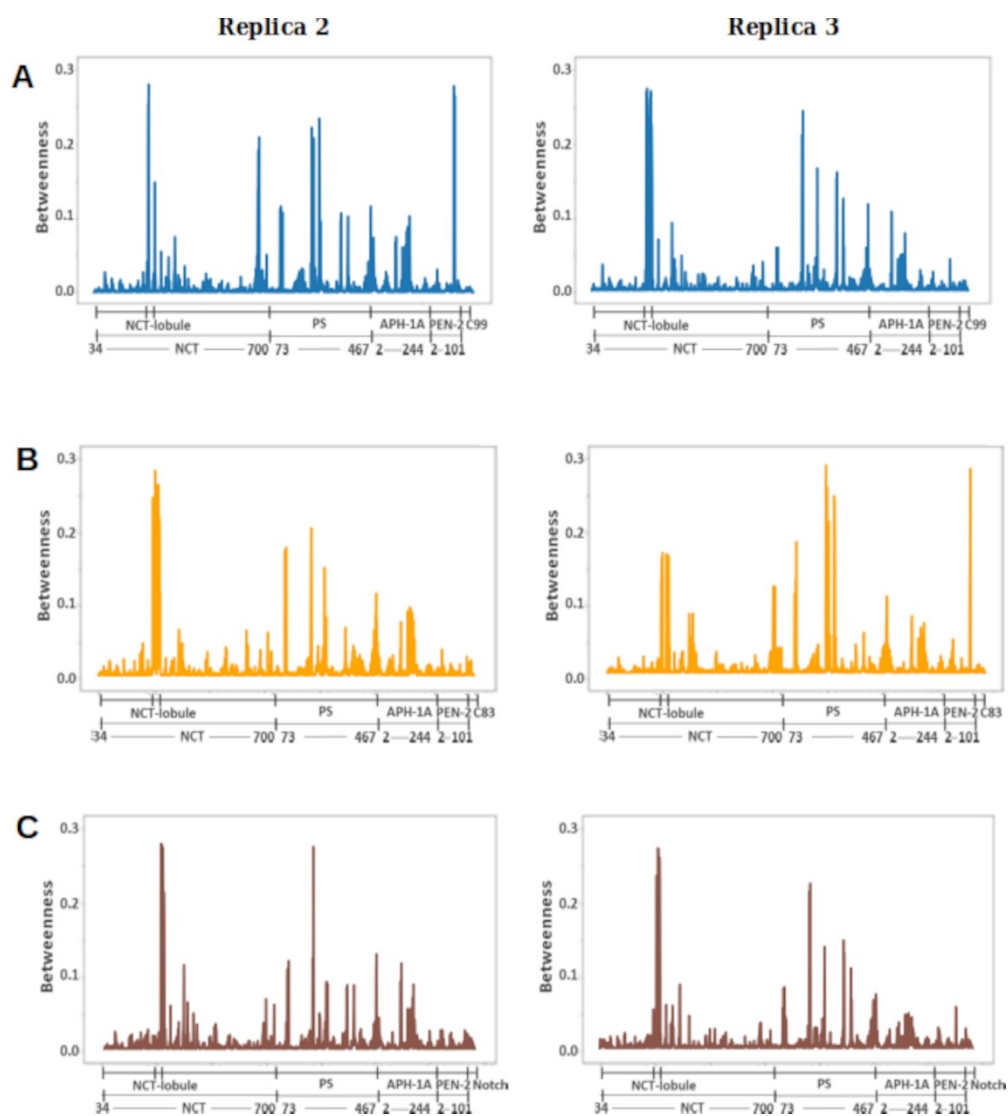 Replica 2
Replica 3
A
0.3
0.2
0.1
0.0
Betweenness
NCT-lobule PS APH-1A PEN-2 C99
34 NCT 700 73 467 2 244 2-101
0.3
0.2
0.1
0.0
Betweenness
NCT-lobule PS APH-1A PEN-2 C99
34 NCT 700 73 467 2 244 2-101
B
0.3
0.2
0.1
0.0
Betweenness
NCT-lobule PS APH-1A PEN-2 C83
34 NCT 700 73 467 2 244 2-101
0.3
0.2
0.1
0.0
Betweenness
NCT-lobule PS APH-1A PEN-2 C83
34 NCT 700 73 467 2 244 2-101
C
0.3
0.2
0.1
0.0
Betweenness
NCT-lobule PS APH-1A PEN-2 Notch
34 NCT 700 73 467 2 244 2-101
0.3
0.2
0.1
0.0
Betweenness
NCT-lobule PS APH-1A PEN-2 Notch
34 NCT 700 73 467 2 244 2-101